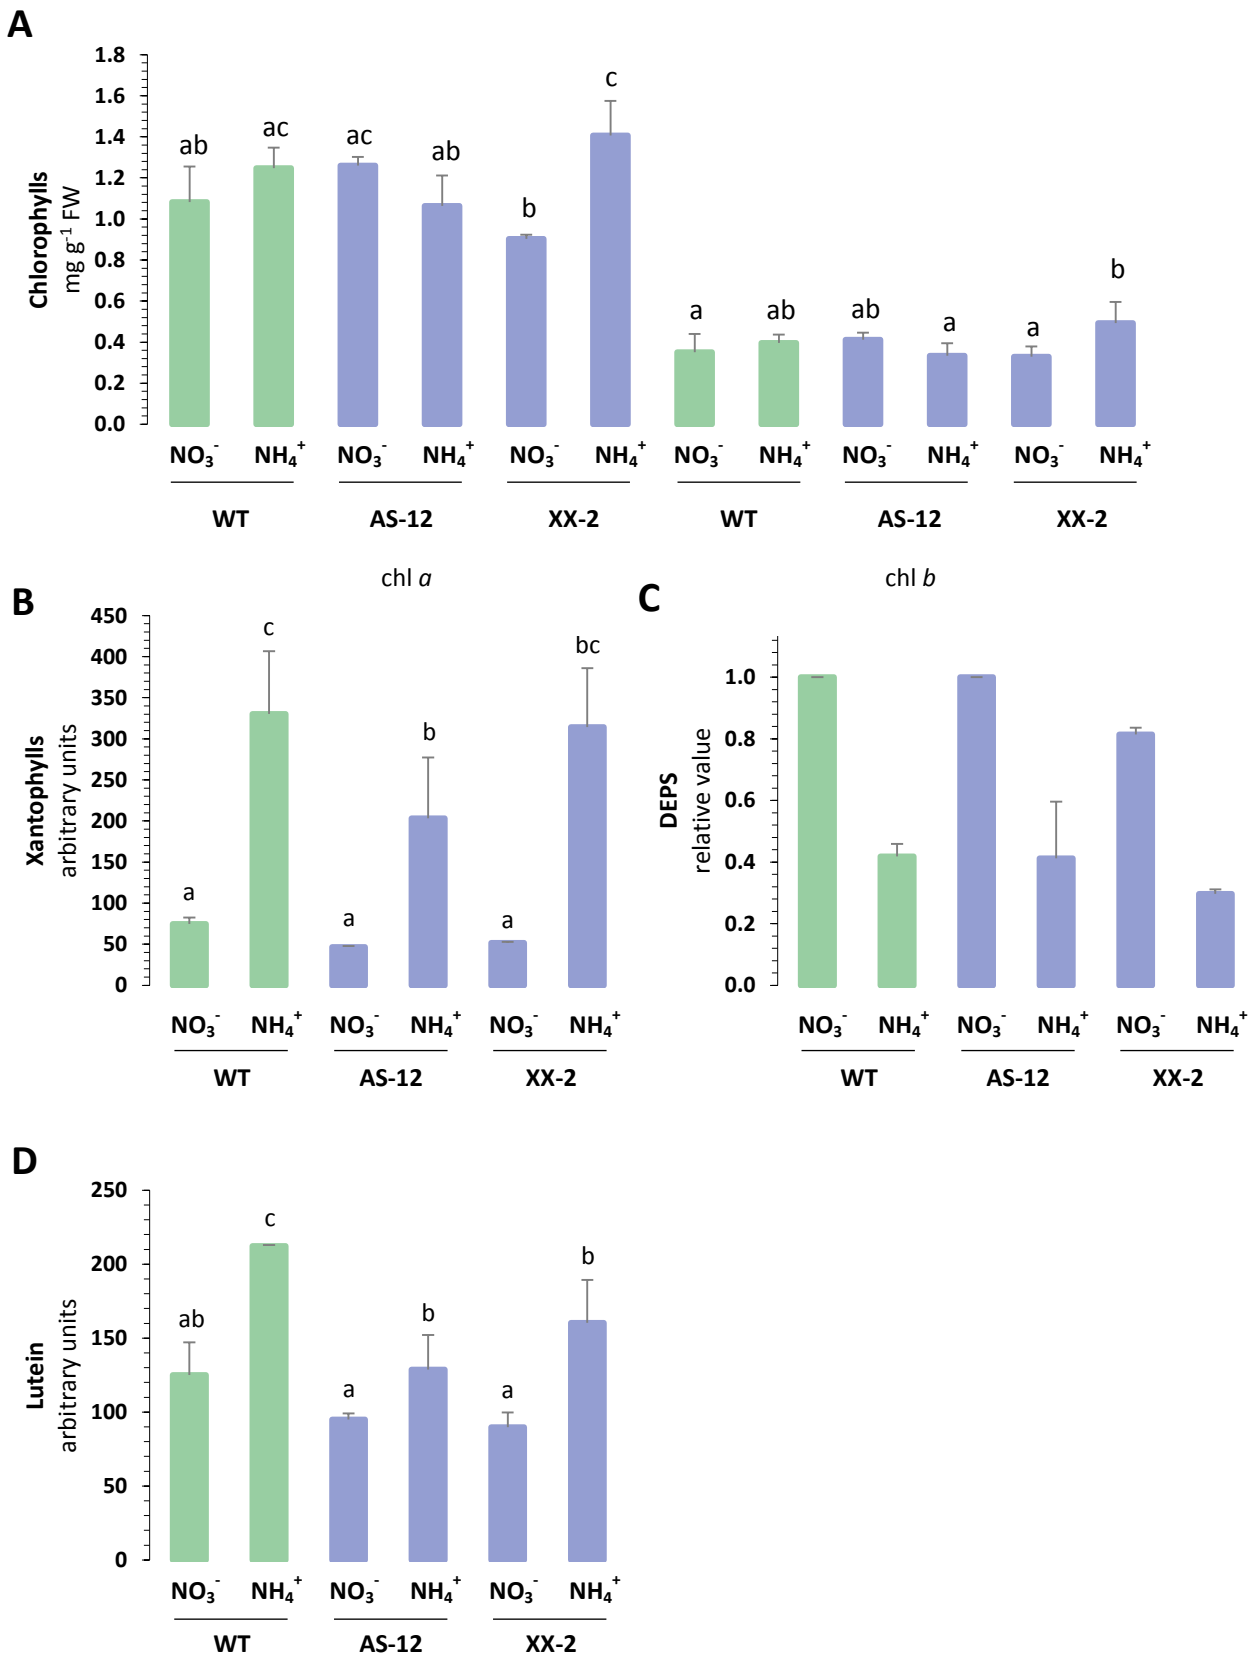 A
Chlorophylls
mg g⁻¹ FW
1.8
1.6
1.4
1.2
1.0
0.8
0.6
0.4
0.2
0.0
ab ac ac ab b c a ab ab a a b
NO₃⁻ NH₄⁺ NO₃⁻ NH₄⁺ NO₃⁻ NH₄⁺ NO₃⁻ NH₄⁺ NO₃⁻ NH₄⁺ NO₃⁻ NH₄⁺
WT AS-12 XX-2 WT AS-12 XX-2
chl a chl b
B
Xantophylls
arbitrary units
450
400
350
300
250
200
150
100
50
0
a c a b a bc
NO₃⁻ NH₄⁺ NO₃⁻ NH₄⁺ NO₃⁻ NH₄⁺
WT AS-12 XX-2
C
DEPS
relative value
1.0
0.8
0.6
0.4
0.2
0.0
NO₃⁻ NH₄⁺ NO₃⁻ NH₄⁺ NO₃⁻ NH₄⁺
WT AS-12 XX-2
D
Lutein
arbitrary units
250
200
150
100
50
0
ab c a b a b
NO₃⁻ NH₄⁺ NO₃⁻ NH₄⁺ NO₃⁻ NH₄⁺
WT AS-12 XX-2